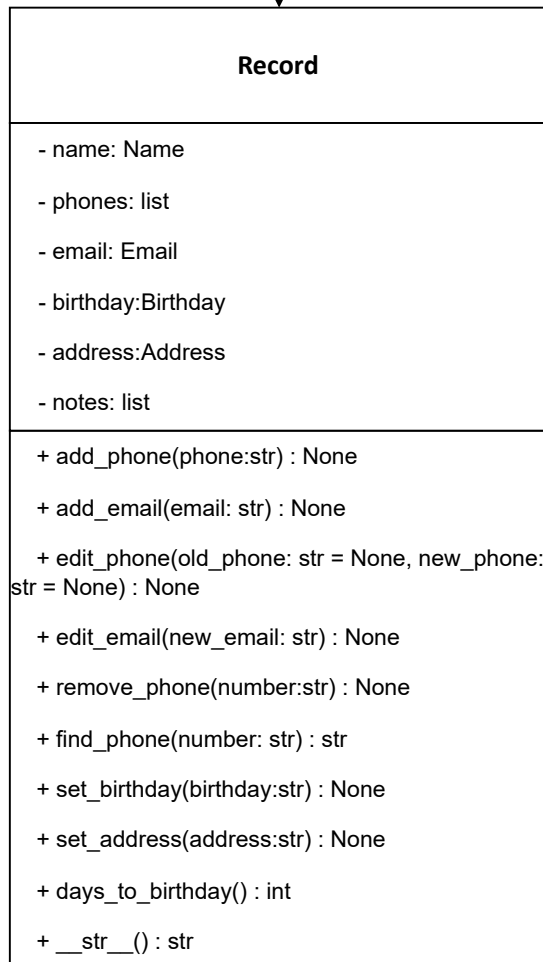 Record
- name: Name
- phones: list
- email: Email
- birthday:Birthday
- address:Address
- notes: list
+ add_phone(phone:str) : None
+ add_email(email: str) : None
+ edit_phone(old_phone: str = None, new_phone:
str = None) : None
+ edit_email(new_email: str) : None
+ remove_phone(number:str) : None
+ find_phone(number: str) : str
+ set_birthday(birthday:str) : None
+ set_address(address:str) : None
+ days_to_birthday() : int
+ __str__() : str